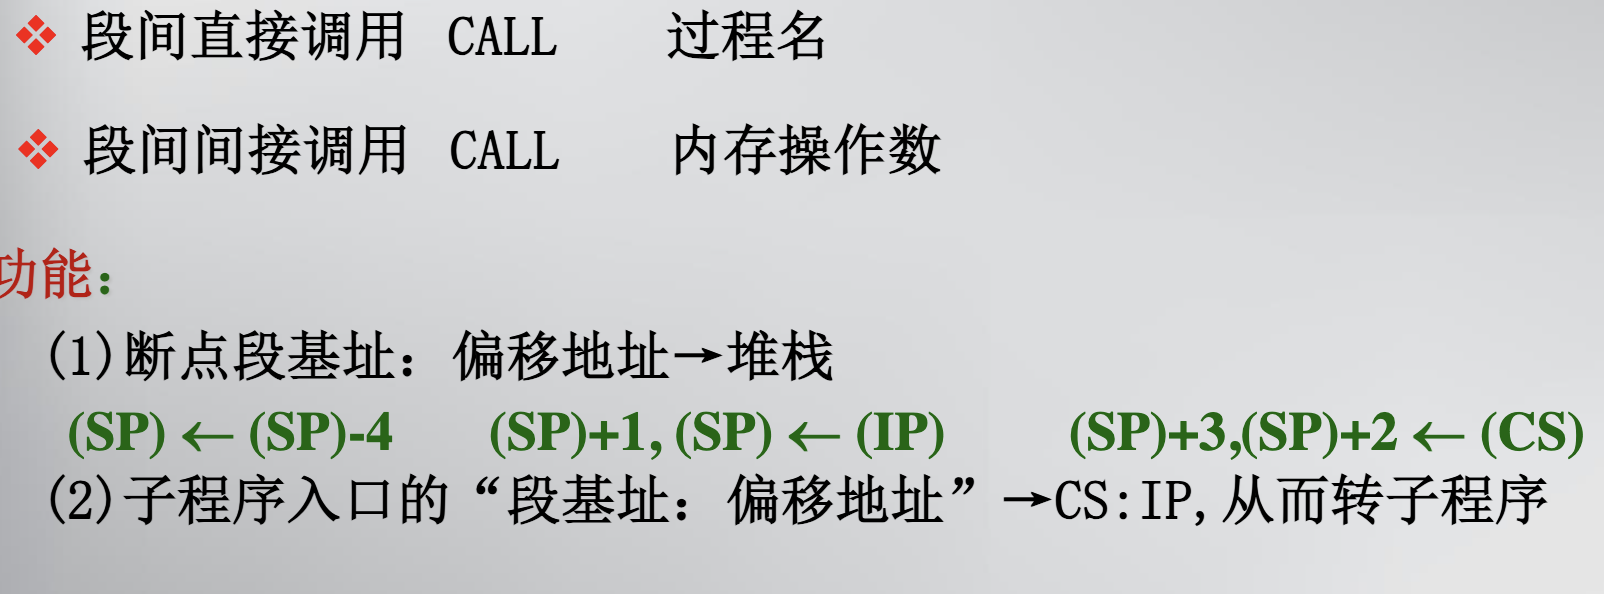 ❖ 段间直接调用 CALL 过程名
❖ 段间间接调用 CALL 内存操作数
功能：
(1)断点段基址：偏移地址→堆栈
(SP) ← (SP)-4 (SP)+1, (SP) ← (IP) (SP)+3,(SP)+2 ← (CS)
(2)子程序入口的“段基址：偏移地址”→CS:IP,从而转子程序